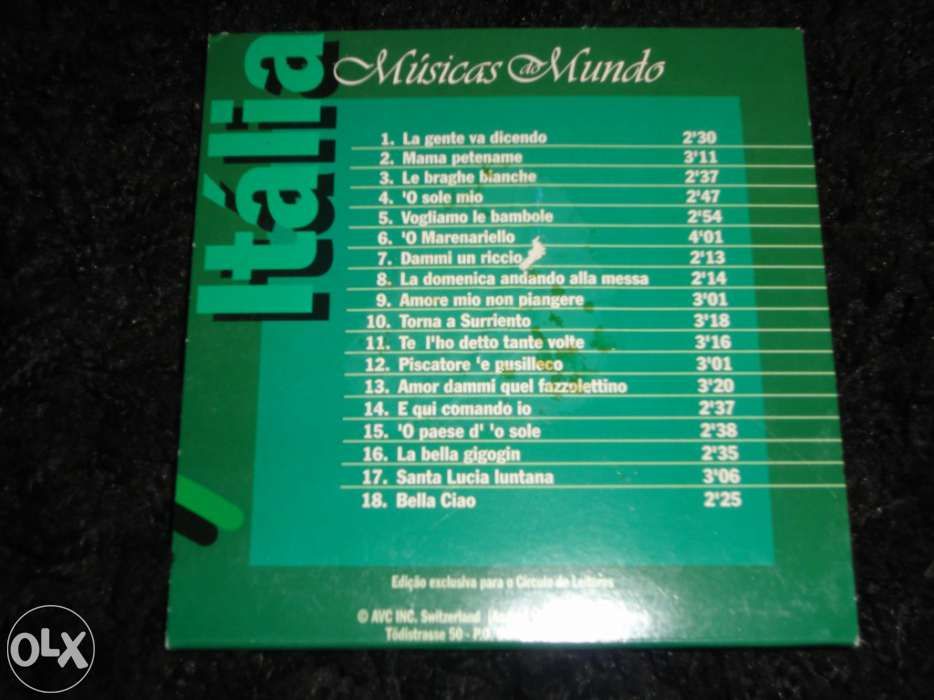 Itália
Músicas do Mundo
1. La gente va dicendo 2'30
2. Mama petename 3'11
3. Le braghe bianche 2'37
4. 'O sole mio 2'47
5. Vogliamo le bambole 2'54
6. 'O Marenariello 4'01
7. Dammi un riccio 2'13
8. La domenica andando alla messa 2'14
9. Amore mio non piangere 3'01
10. Torna a Surriento 3'18
11. Te l'ho detto tante volte 3'16
12. Piscatore 'e pusilleco 3'01
13. Amor dammi quel fazzolettino 3'20
14. E qui comando io 2'37
15. 'O paese d' 'o sole 2'38
16. La bella gigogin 2'35
17. Santa Lucia luntana 3'06
18. Bella Ciao 2'25
Edição exclusiva para o Círculo de Leitores
© AVC INC. Switzerland
Tödistrasse 50 - P.O.
OLX